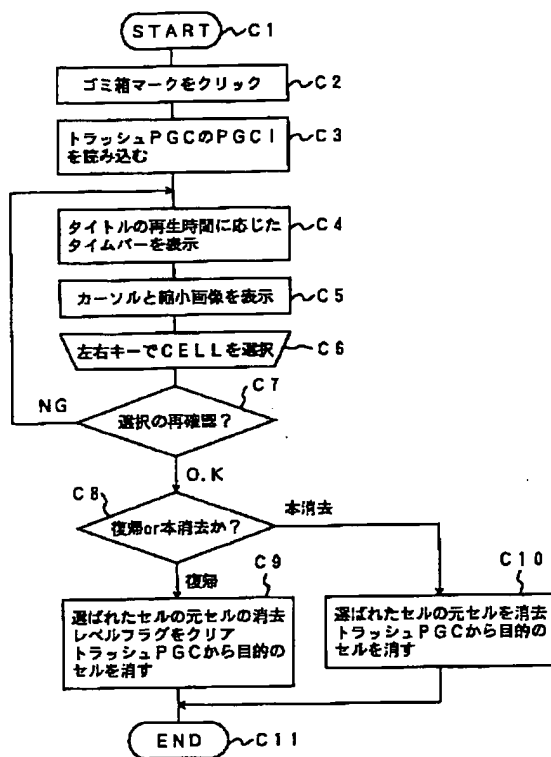 START
C1
ゴミ箱マークをクリック
C2
トラッシュPGCのPGCI
を読み込む
C3
タイトルの再生時間に応じた
タイムバーを表示
C4
カーソルと縮小画像を表示
C5
左右キーでCELLを選択
C6
C7
NG
選択の再確認?
O.K
C8
復帰or本消去か?
本消去
復帰
C9
選ばれたセルの元セルの消去
レベルフラグをクリア
トラッシュPGCから目的の
セルを消す
C10
選ばれたセルの元セルを消去
トラッシュPGCから目的の
セルを消す
END
C11